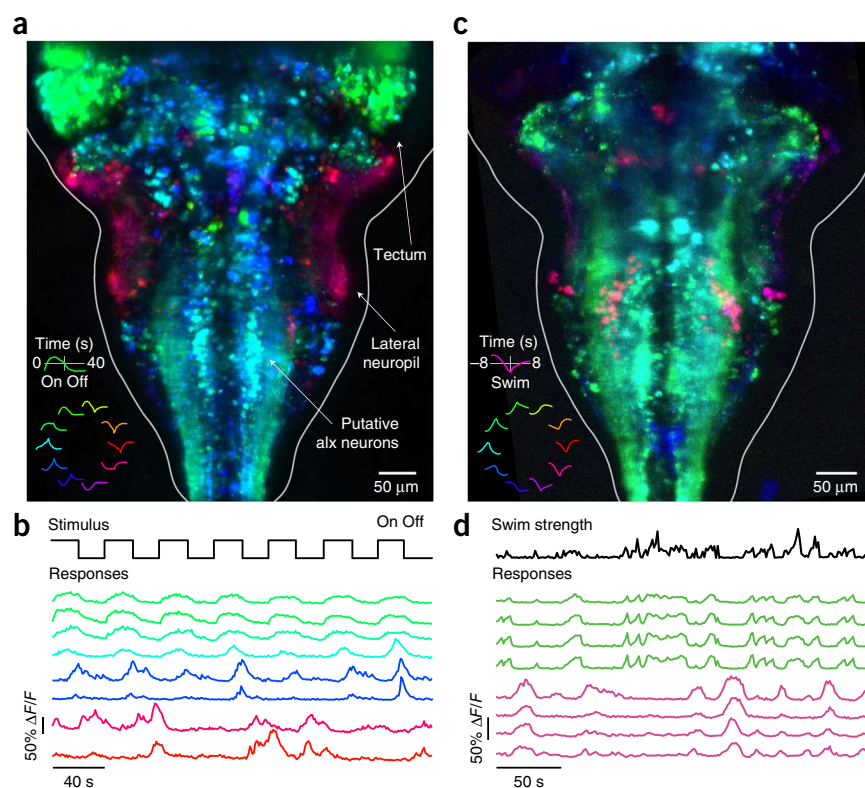 a
Tectum
Lateral
neuropil
Putative
alx neurons
Time (s)
0 40
On Off
50 μm
c
Time (s)
–8 8
Swim
50 μm
b
Stimulus
On Off
Responses
50% ΔF/F
40 s
d
Swim strength
Responses
50% ΔF/F
50 s